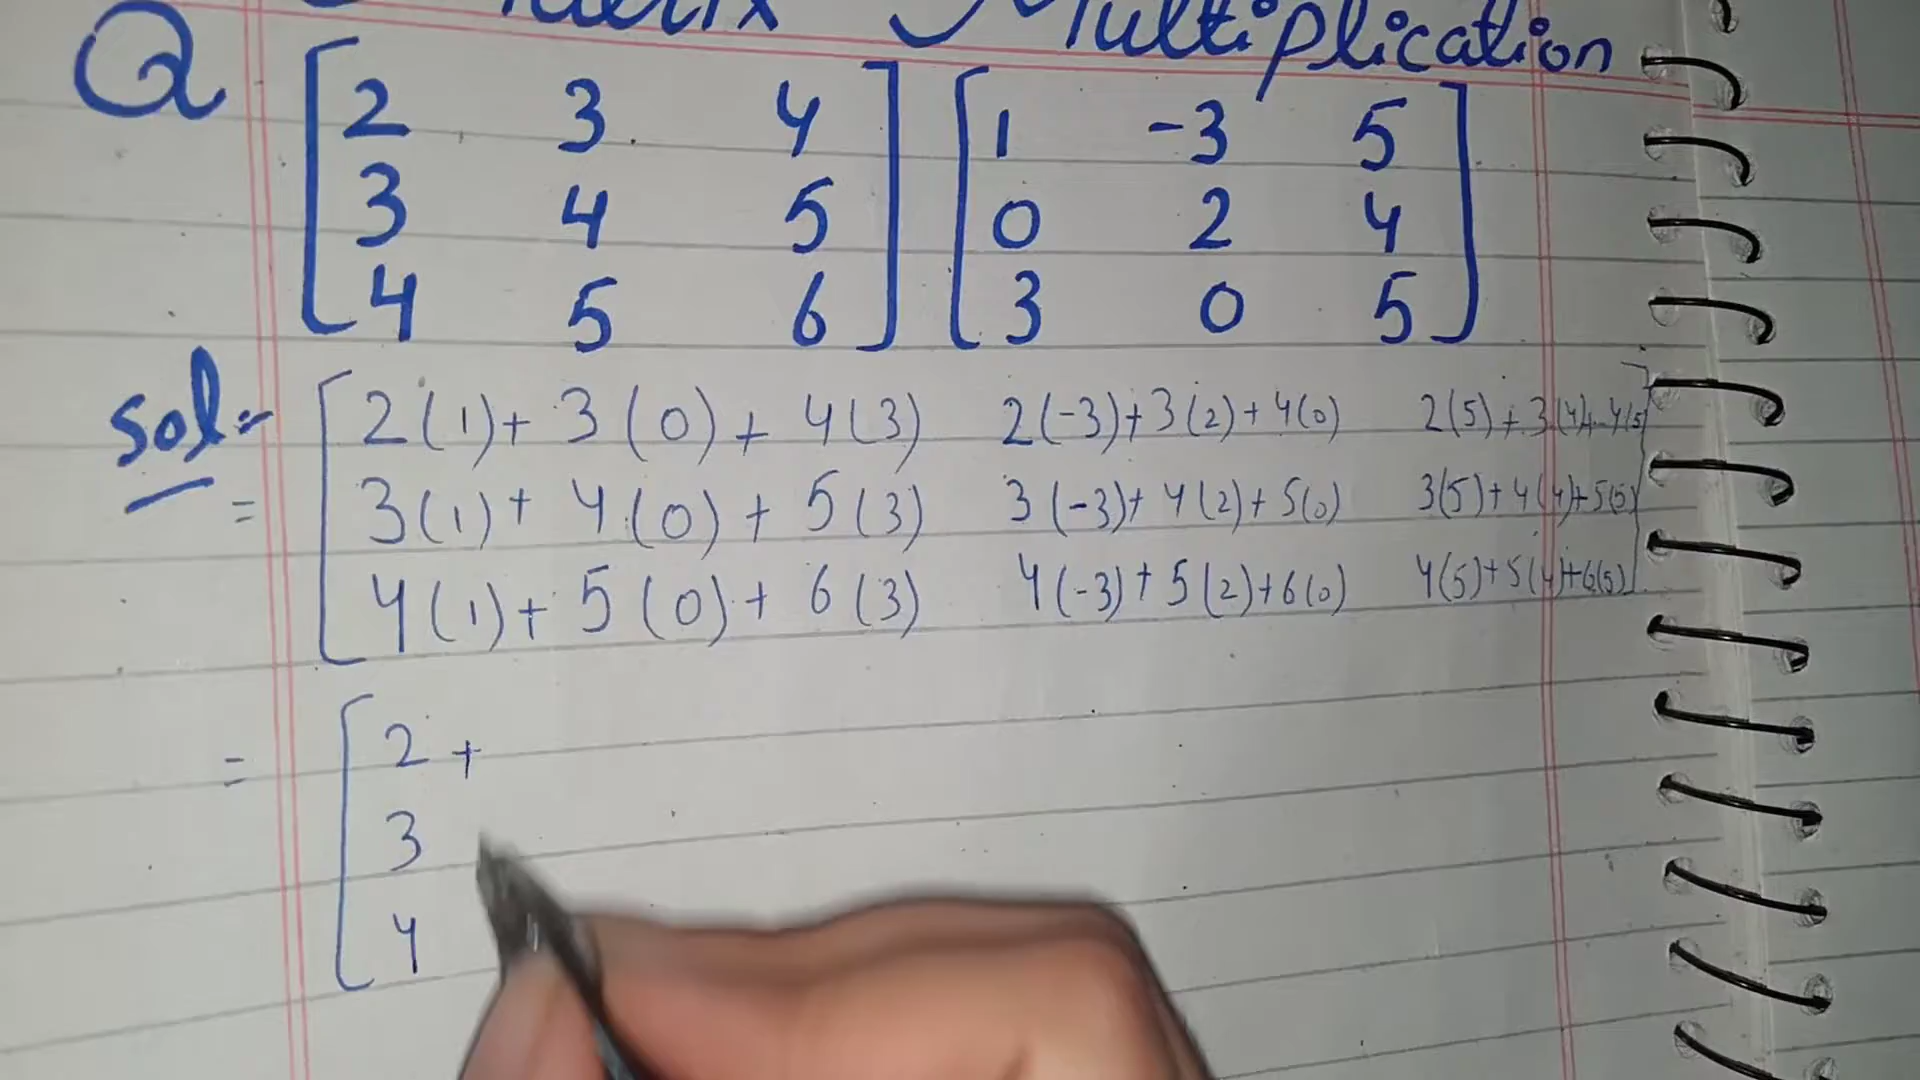 Matrix Multiplication
Q [2 3 4] [1 -3 5]
[3 4 5] [0 2 4]
[4 5 6] [3 0 5]
Sol= [2(1)+ 3(0)+ 4(3) 2(-3)+3(2)+4(0) 2(5)+3(4)+4(5)]
= [3(1)+ 4(0)+ 5(3) 3(-3)+4(2)+5(0) 3(5)+4(4)+5(5)]
[4(1)+ 5(0)+ 6(3) 4(-3)+5(2)+6(0) 4(5)+5(4)+6(5)]
= [2 +
3
4